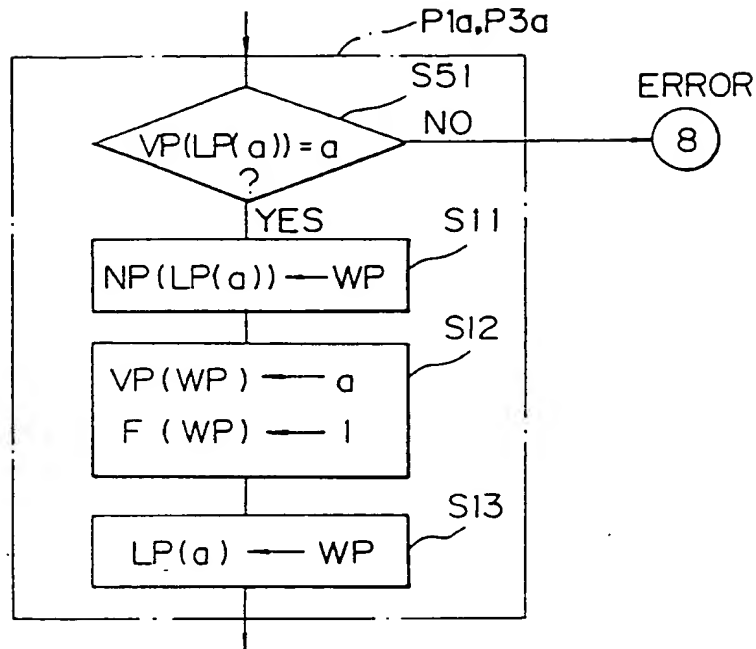 P1a,P3a
S51
ERROR
VP(LP(a))=a
?
NO
8
YES
S11
NP(LP(a)) ← WP
S12
VP(WP) ← a
F (WP) ← 1
S13
LP(a) ← WP